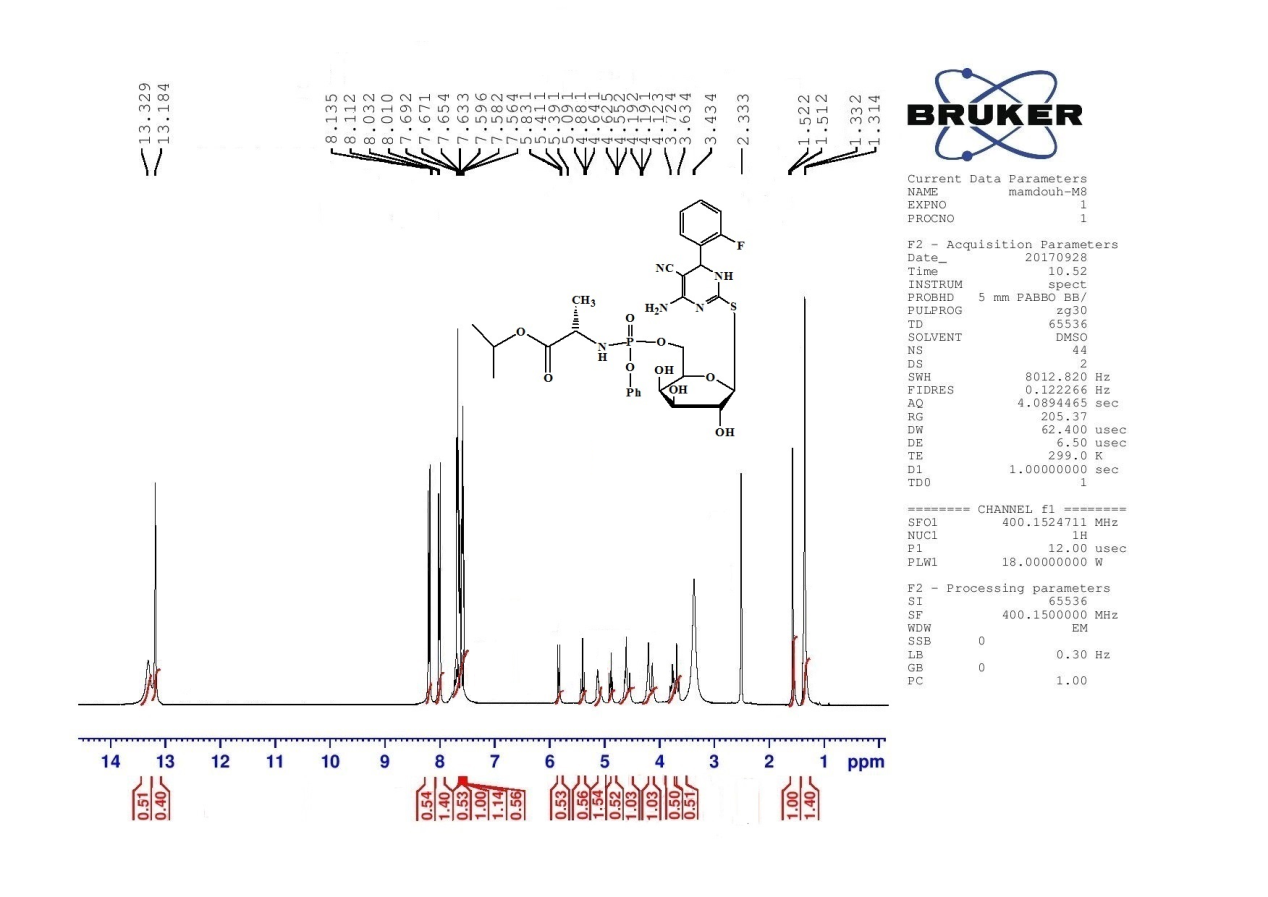 13.329
13.184
8.135
8.112
8.032
8.010
7.692
7.671
7.654
7.633
7.596
7.582
7.564
5.831
5.411
5.391
5.091
4.881
4.641
4.625
4.552
4.192
4.191
4.123
3.724
3.634
3.434
2.333
1.522
1.512
1.332
1.314
BRUKER
Current Data Parameters
NAME mamdouh-M8
EXPNO 1
PROCNO 1
F2 - Acquisition Parameters
Date_ 20170928
Time 10.52
INSTRUM spect
PROBHD 5 mm PABBO BB/
PULPROG zg30
TD 65536
SOLVENT DMSO
NS 44
DS 2
SWH 8012.820 Hz
FIDRES 0.122266 Hz
AQ 4.0894465 sec
RG 205.37
DW 62.400 usec
DE 6.50 usec
TE 299.0 K
D1 1.00000000 sec
TD0 1
======== CHANNEL f1 ========
SFO1 400.1524711 MHz
NUC1 1H
P1 12.00 usec
PLW1 18.00000000 W
F2 - Processing parameters
SI 65536
SF 400.1500000 MHz
WDW EM
SSB 0
LB 0.30 Hz
GB 0
PC 1.00
F
NC
NH
H2N
N
S
CH3
O
O
N
H
P
O
O
O
Ph
OH
O
OH
OH
14 13 12 11 10 9 8 7 6 5 4 3 2 1 ppm
0.51
0.40
0.54
1.40
0.53
1.00
1.14
0.56
0.53
0.56
1.54
0.52
1.03
1.03
0.50
0.51
1.00
1.40